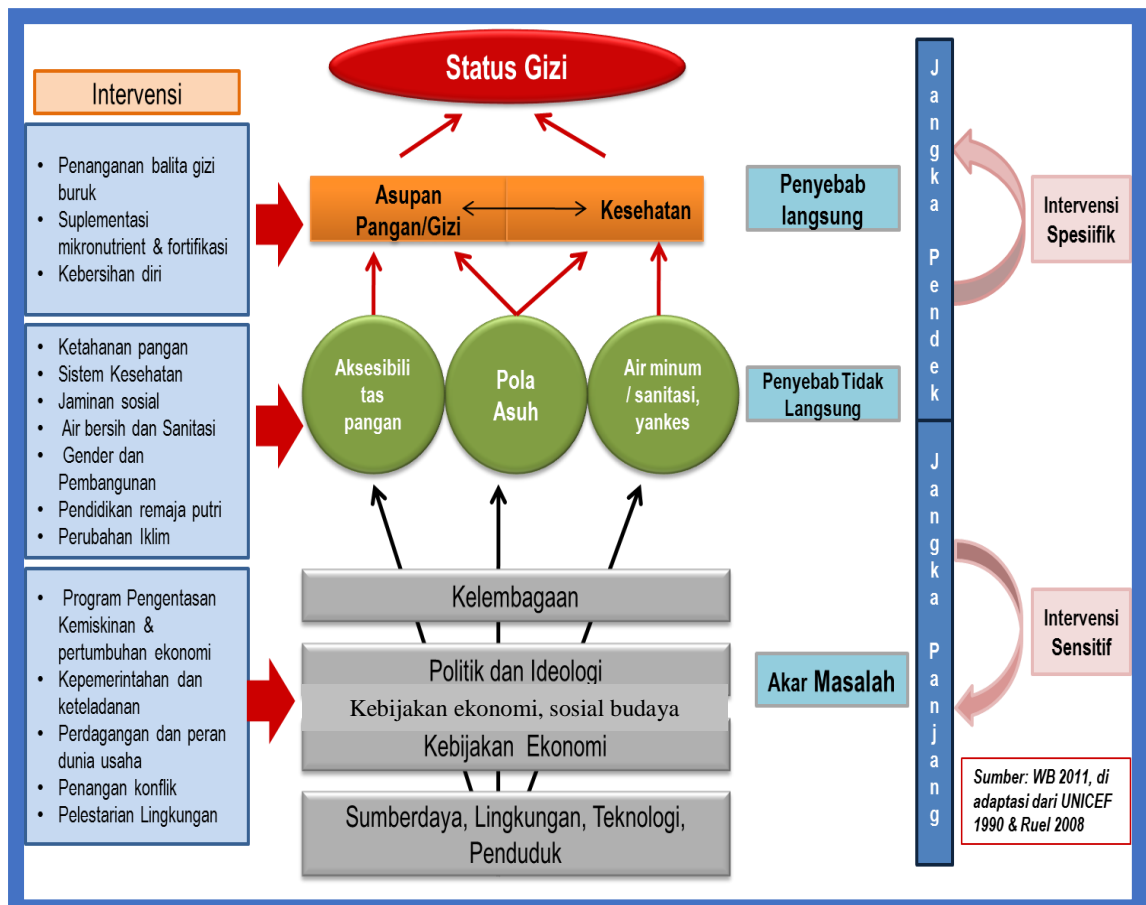 Status Gizi
Intervensi
• Penanganan balita gizi
buruk
• Suplementasi
mikronutrient & fortifikasi
• Kebersihan diri
Asupan
Pangan/Gizi
Kesehatan
Penyebab
langsung
Intervensi
Spesiifik
• Ketahanan pangan
• Sistem Kesehatan
• Jaminan sosial
• Air bersih dan Sanitasi
• Gender dan
Pembangunan
• Pendidikan remaja putri
• Perubahan Iklim
Aksesibili
tas
pangan
Pola
Asuh
Air minum
/ sanitasi,
yankes
Penyebab Tidak
Langsung
Jangka Pendek
• Program Pengentasan
Kemiskinan &
pertumbuhan ekonomi
• Kepemerintahan dan
keteladanan
• Perdagangan dan peran
dunia usaha
• Penangan konflik
• Pelestarian Lingkungan
Kelembagaan
Politik dan Ideologi
Kebijakan ekonomi, sosial budaya
Kebijakan Ekonomi
Sumberdaya, Lingkungan, Teknologi,
Penduduk
Akar Masalah
Jangka Panjang
Intervensi
Sensitif
Sumber: WB 2011, di
adaptasi dari UNICEF
1990 & Ruel 2008